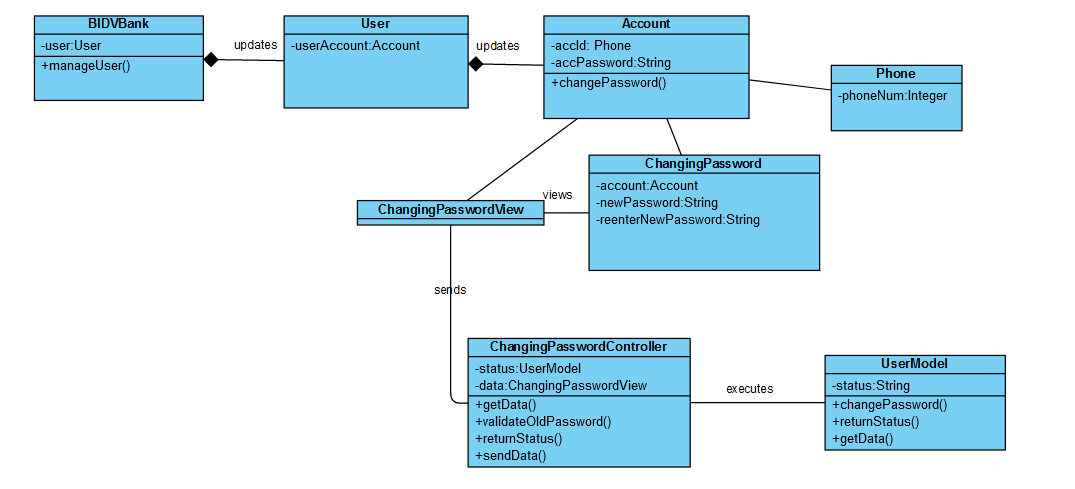 BIDVBank
-user:User
+manageUser()
updates
User
-userAccount:Account
updates
Account
-accId: Phone
-accPassword:String
+changePassword()
Phone
-phoneNum:Integer
ChangingPassword
-account:Account
-newPassword:String
-reenterNewPassword:String
views
ChangingPasswordView
sends
ChangingPasswordController
-status:UserModel
-data:ChangingPasswordView
+getData()
+validateOldPassword()
+returnStatus()
+sendData()
executes
UserModel
-status:String
+changePassword()
+returnStatus()
+getData()